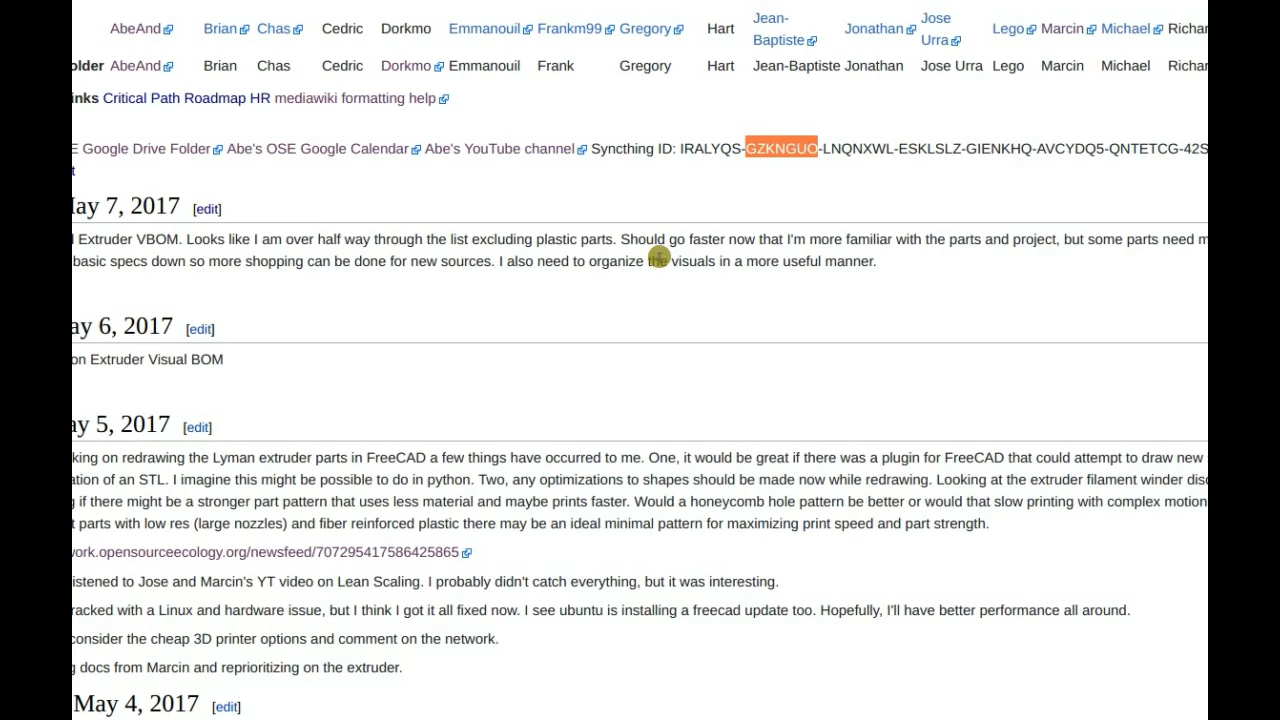 AbeAnd Brian Chas Cedric Dorkmo Emmanouil Frankm99 Gregory Hart Jean-Baptiste Jonathan Jose Urra Lego Marcin Michael Richar
older AbeAnd Brian Chas Cedric Dorkmo Emmanouil Frank Gregory Hart Jean-Baptiste Jonathan Jose Urra Lego Marcin Michael Richar
inks Critical Path Roadmap HR mediawiki formatting help
E Google Drive Folder Abe's OSE Google Calendar Abe's YouTube channel Syncthing ID: IRALYQS-GZKNGUO-LNQNXWL-ESKLSLZ-GIENKHQ-AVCYDQ5-QNTETCG-42S
t
May 7, 2017 [edit]
l Extruder VBOM. Looks like I am over half way through the list excluding plastic parts. Should go faster now that I'm more familiar with the parts and project, but some parts need m
basic specs down so more shopping can be done for new sources. I also need to organize the visuals in a more useful manner.
ay 6, 2017 [edit]
on Extruder Visual BOM
ay 5, 2017 [edit]
king on redrawing the Lyman extruder parts in FreeCAD a few things have occurred to me. One, it would be great if there was a plugin for FreeCAD that could attempt to draw new
ation of an STL. I imagine this might be possible to do in python. Two, any optimizations to shapes should be made now while redrawing. Looking at the extruder filament winder disc
g if there might be a stronger part pattern that uses less material and maybe prints faster. Would a honeycomb hole pattern be better or would that slow printing with complex motion
t parts with low res (large nozzles) and fiber reinforced plastic there may be an ideal minimal pattern for maximizing print speed and part strength.
work.opensourceecology.org/newsfeed/707295417586425865
listened to Jose and Marcin's YT video on Lean Scaling. I probably didn't catch everything, but it was interesting.
racked with a Linux and hardware issue, but I think I got it all fixed now. I see ubuntu is installing a freecad update too. Hopefully, I'll have better performance all around.
consider the cheap 3D printer options and comment on the network.
g docs from Marcin and reprioritizing on the extruder.
May 4, 2017 [edit]